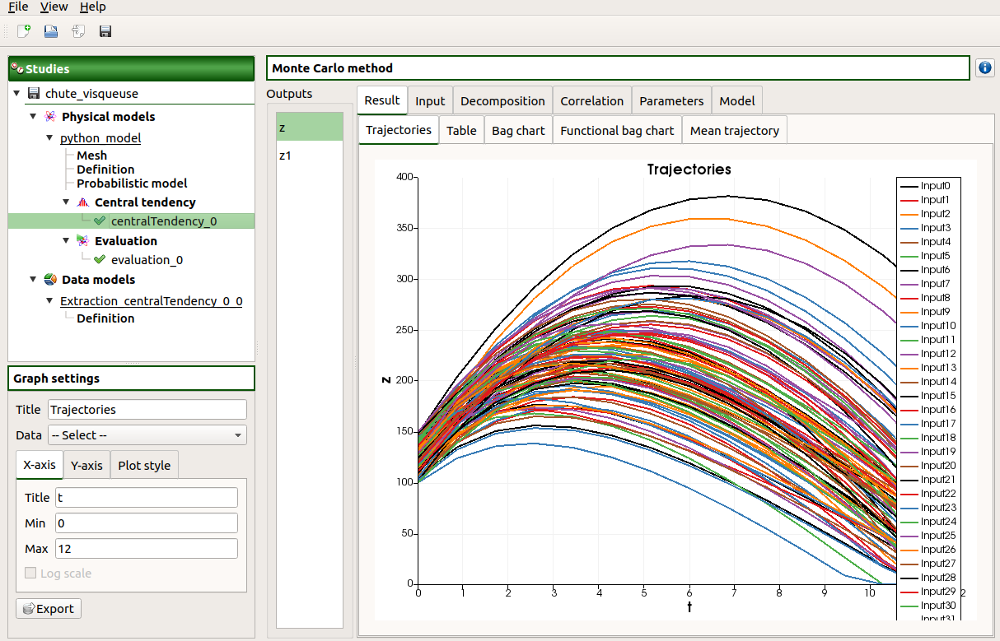 File View Help
Studies
chute_visqueuse
Physical models
python_model
Mesh
Definition
Probabilistic model
Central tendency
centralTendency_0
Evaluation
evaluation_0
Data models
Extraction_centralTendency_0_0
Definition
Graph settings
Title Trajectories
Data -- Select --
X-axis Y-axis Plot style
Title t
Min 0
Max 12
Log scale
Export
Monte Carlo method
Outputs
z
z1
Result Input Decomposition Correlation Parameters Model
Trajectories Table Bag chart Functional bag chart Mean trajectory
Trajectories
400
350
300
250
200
150
100
50
0
z
0 1 2 3 4 5 6 7 8 9 10 2
t
Input0
Input1
Input2
Input3
Input4
Input5
Input6
Input7
Input8
Input9
Input10
Input11
Input12
Input13
Input14
Input15
Input16
Input17
Input18
Input19
Input20
Input21
Input22
Input23
Input24
Input25
Input26
Input27
Input28
Input29
Input30
Input31